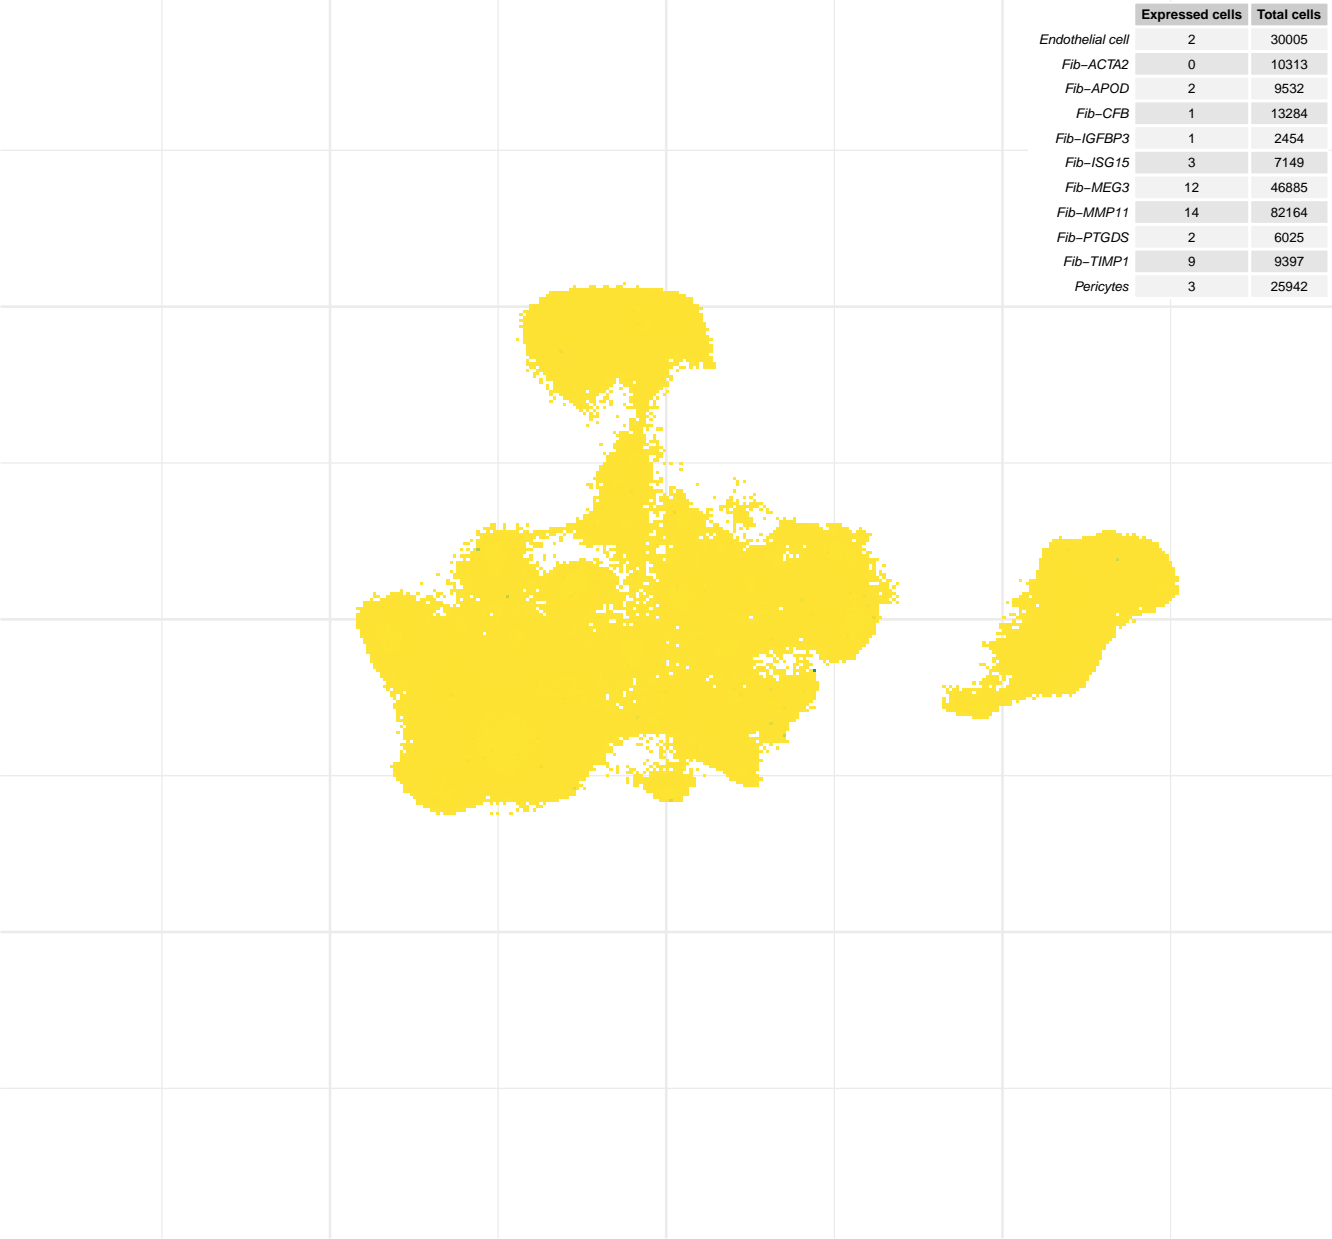 Expressed cells Total cells
Endothelial cell 2 30005
Fib−ACTA2 0 10313
Fib−APOD 2 9532
Fib−CFB 1 13284
Fib−IGFBP3 1 2454
Fib−ISG15 3 7149
Fib−MEG3 12 46885
Fib−MMP11 14 82164
Fib−PTGDS 2 6025
Fib−TIMP1 9 9397
Pericytes 3 25942